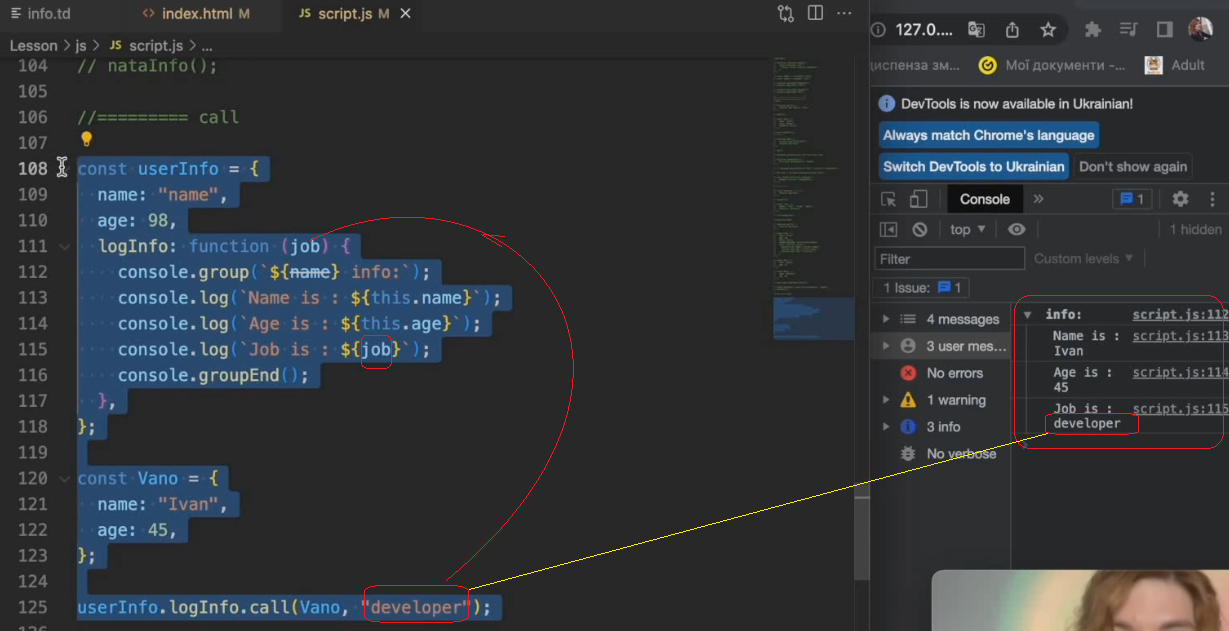 info.td
index.html M
JS script.js M
127.0....
Lesson > js > JS script.js > ...
Мої документи -...
Adult
104 // nataInfo();
105
106 //========= call
107
108 const userInfo = {
109 name: "name",
110 age: 98,
111 logInfo: function (job) {
112 console.group(`${name} info:`);
113 console.log(`Name is : ${this.name}`);
114 console.log(`Age is : ${this.age}`);
115 console.log(`Job is : ${job}`);
116 console.groupEnd();
117 },
118 };
119
120 const Vano = {
121 name: "Ivan",
122 age: 45,
123 };
124
125 userInfo.logInfo.call(Vano, "developer");
DevTools is now available in Ukrainian!
Always match Chrome's language
Switch DevTools to Ukrainian
Don't show again
Console
1
top
1 hidden
Filter
Custom levels
1 Issue: 1
4 messages
3 user mes...
No errors
1 warning
3 info
No verbose
info: script.js:112
Name is : script.js:113
Ivan
Age is : script.js:114
45
Job is : script.js:115
developer